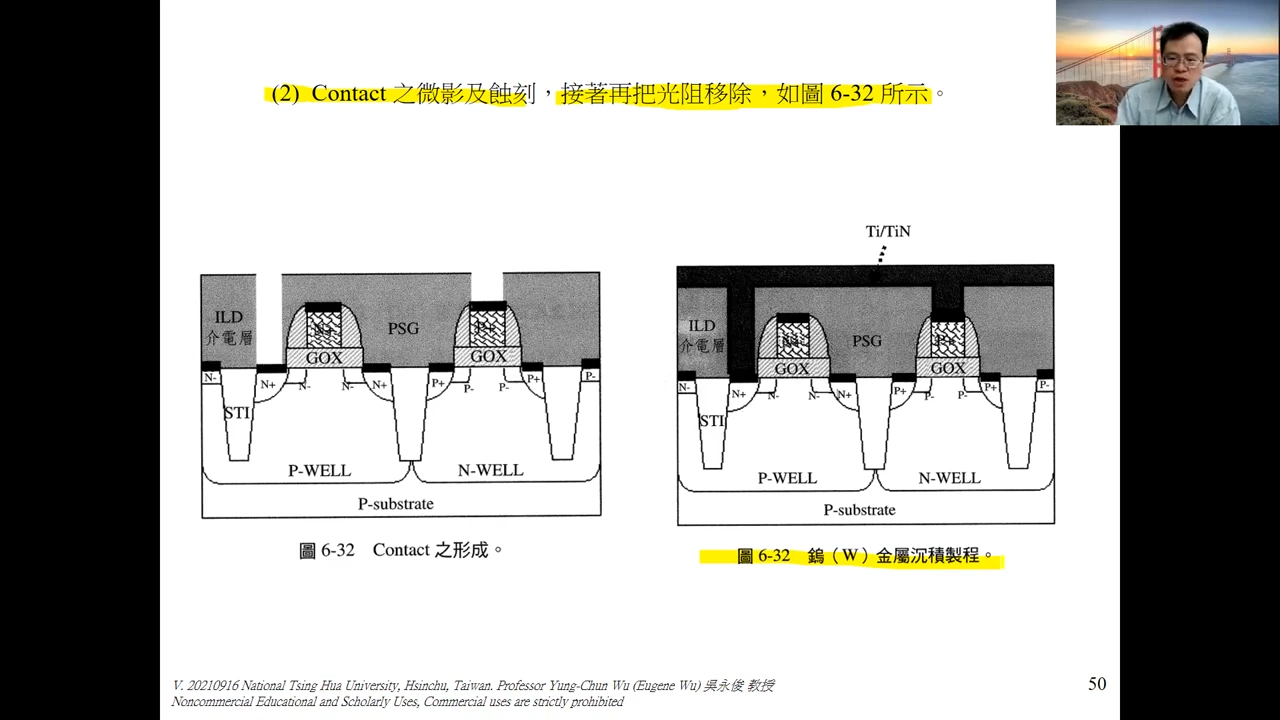 (2) Contact 之微影及蝕刻，接著再把光阻移除，如圖 6-32 所示。
ILD
介電層
PSG
GOX
GOX
N-
N+
N-
N-
N+
P+
P-
P-
P+
P-
STI
P-WELL
N-WELL
P-substrate
圖 6-32 Contact 之形成。
Ti/TiN
ILD
介電層
PSG
GOX
GOX
N-
N+
N-
N-
N+
P+
P-
P-
P+
P-
STI
P-WELL
N-WELL
P-substrate
圖 6-32 鎢（W）金屬沉積製程。
V. 20210916 National Tsing Hua University, Hsinchu, Taiwan. Professor Yung-Chun Wu (Eugene Wu) 吳永俊 教授
Noncommercial Educational and Scholarly Uses, Commercial uses are strictly prohibited
50